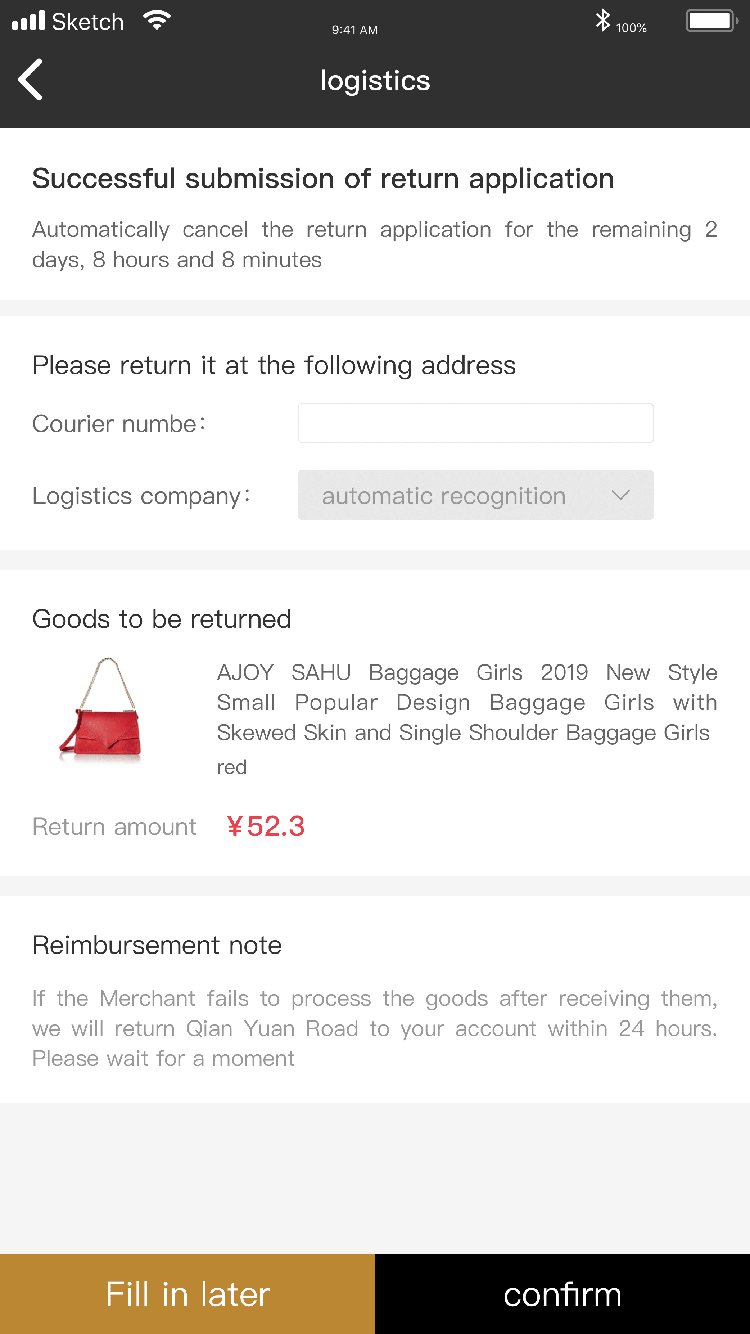 Sketch
9:41 AM
100%
logistics
Successful submission of return application
Automatically cancel the return application for the remaining 2
days, 8 hours and 8 minutes
Please return it at the following address
Courier numbe：
Logistics company：
automatic recognition
Goods to be returned
AJOY SAHU Baggage Girls 2019 New Style
Small Popular Design Baggage Girls with
Skewed Skin and Single Shoulder Baggage Girls
red
Return amount ¥52.3
Reimbursement note
If the Merchant fails to process the goods after receiving them,
we will return Qian Yuan Road to your account within 24 hours.
Please wait for a moment
Fill in later
confirm